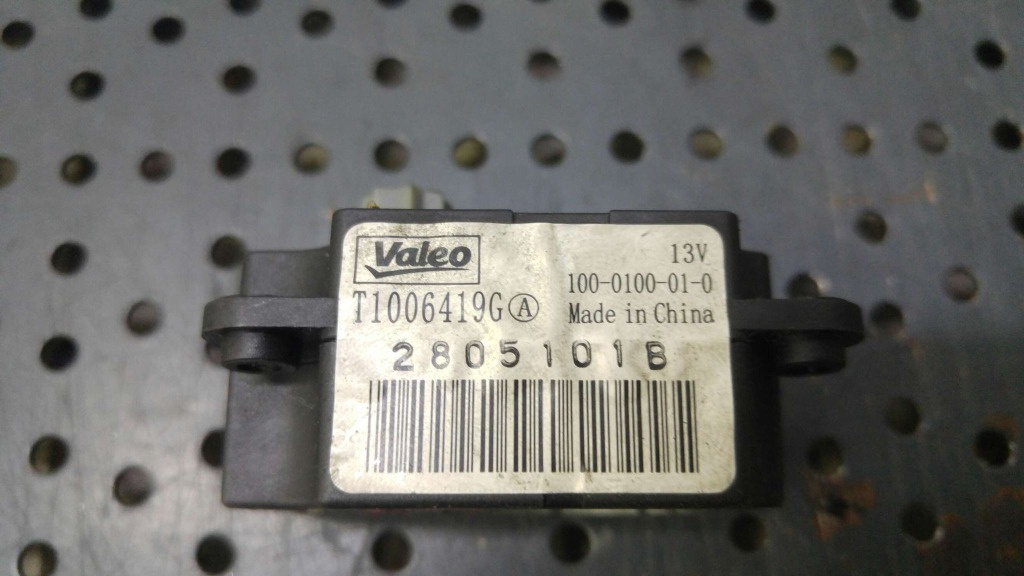 Valeo
13V
100-0100-01-0
T1006419G Ⓐ
Made in China
2805101B